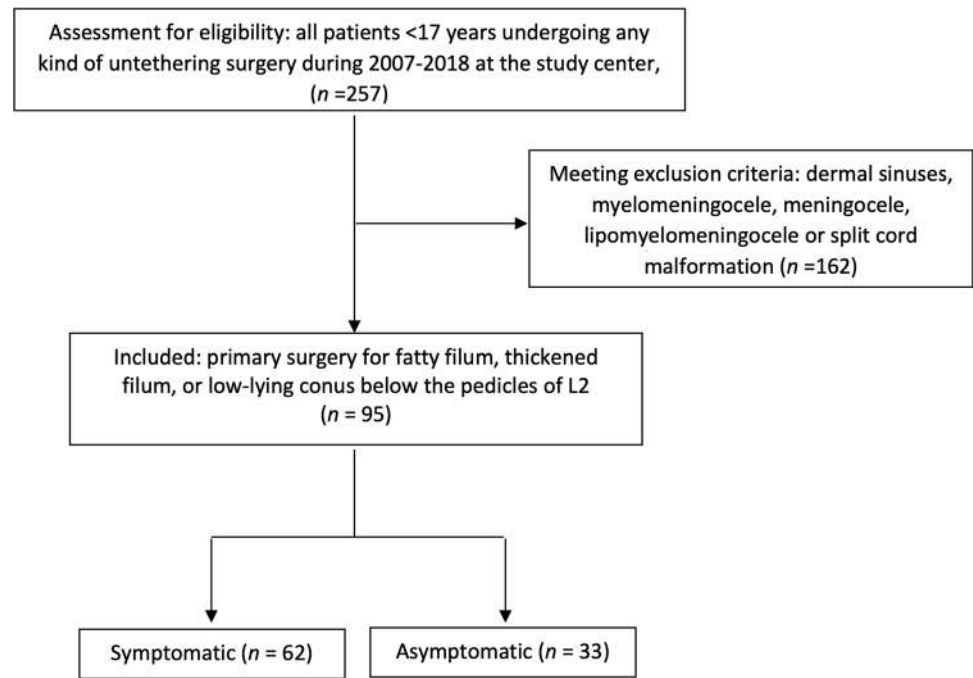 Assessment for eligibility: all patients <17 years undergoing any
kind of untethering surgery during 2007-2018 at the study center,
(n =257)
Meeting exclusion criteria: dermal sinuses,
myelomeningocele, meningocele,
lipomyelomeningocele or split cord
malformation (n =162)
Included: primary surgery for fatty filum, thickened
filum, or low-lying conus below the pedicles of L2
(n = 95)
Symptomatic (n = 62)
Asymptomatic (n = 33)